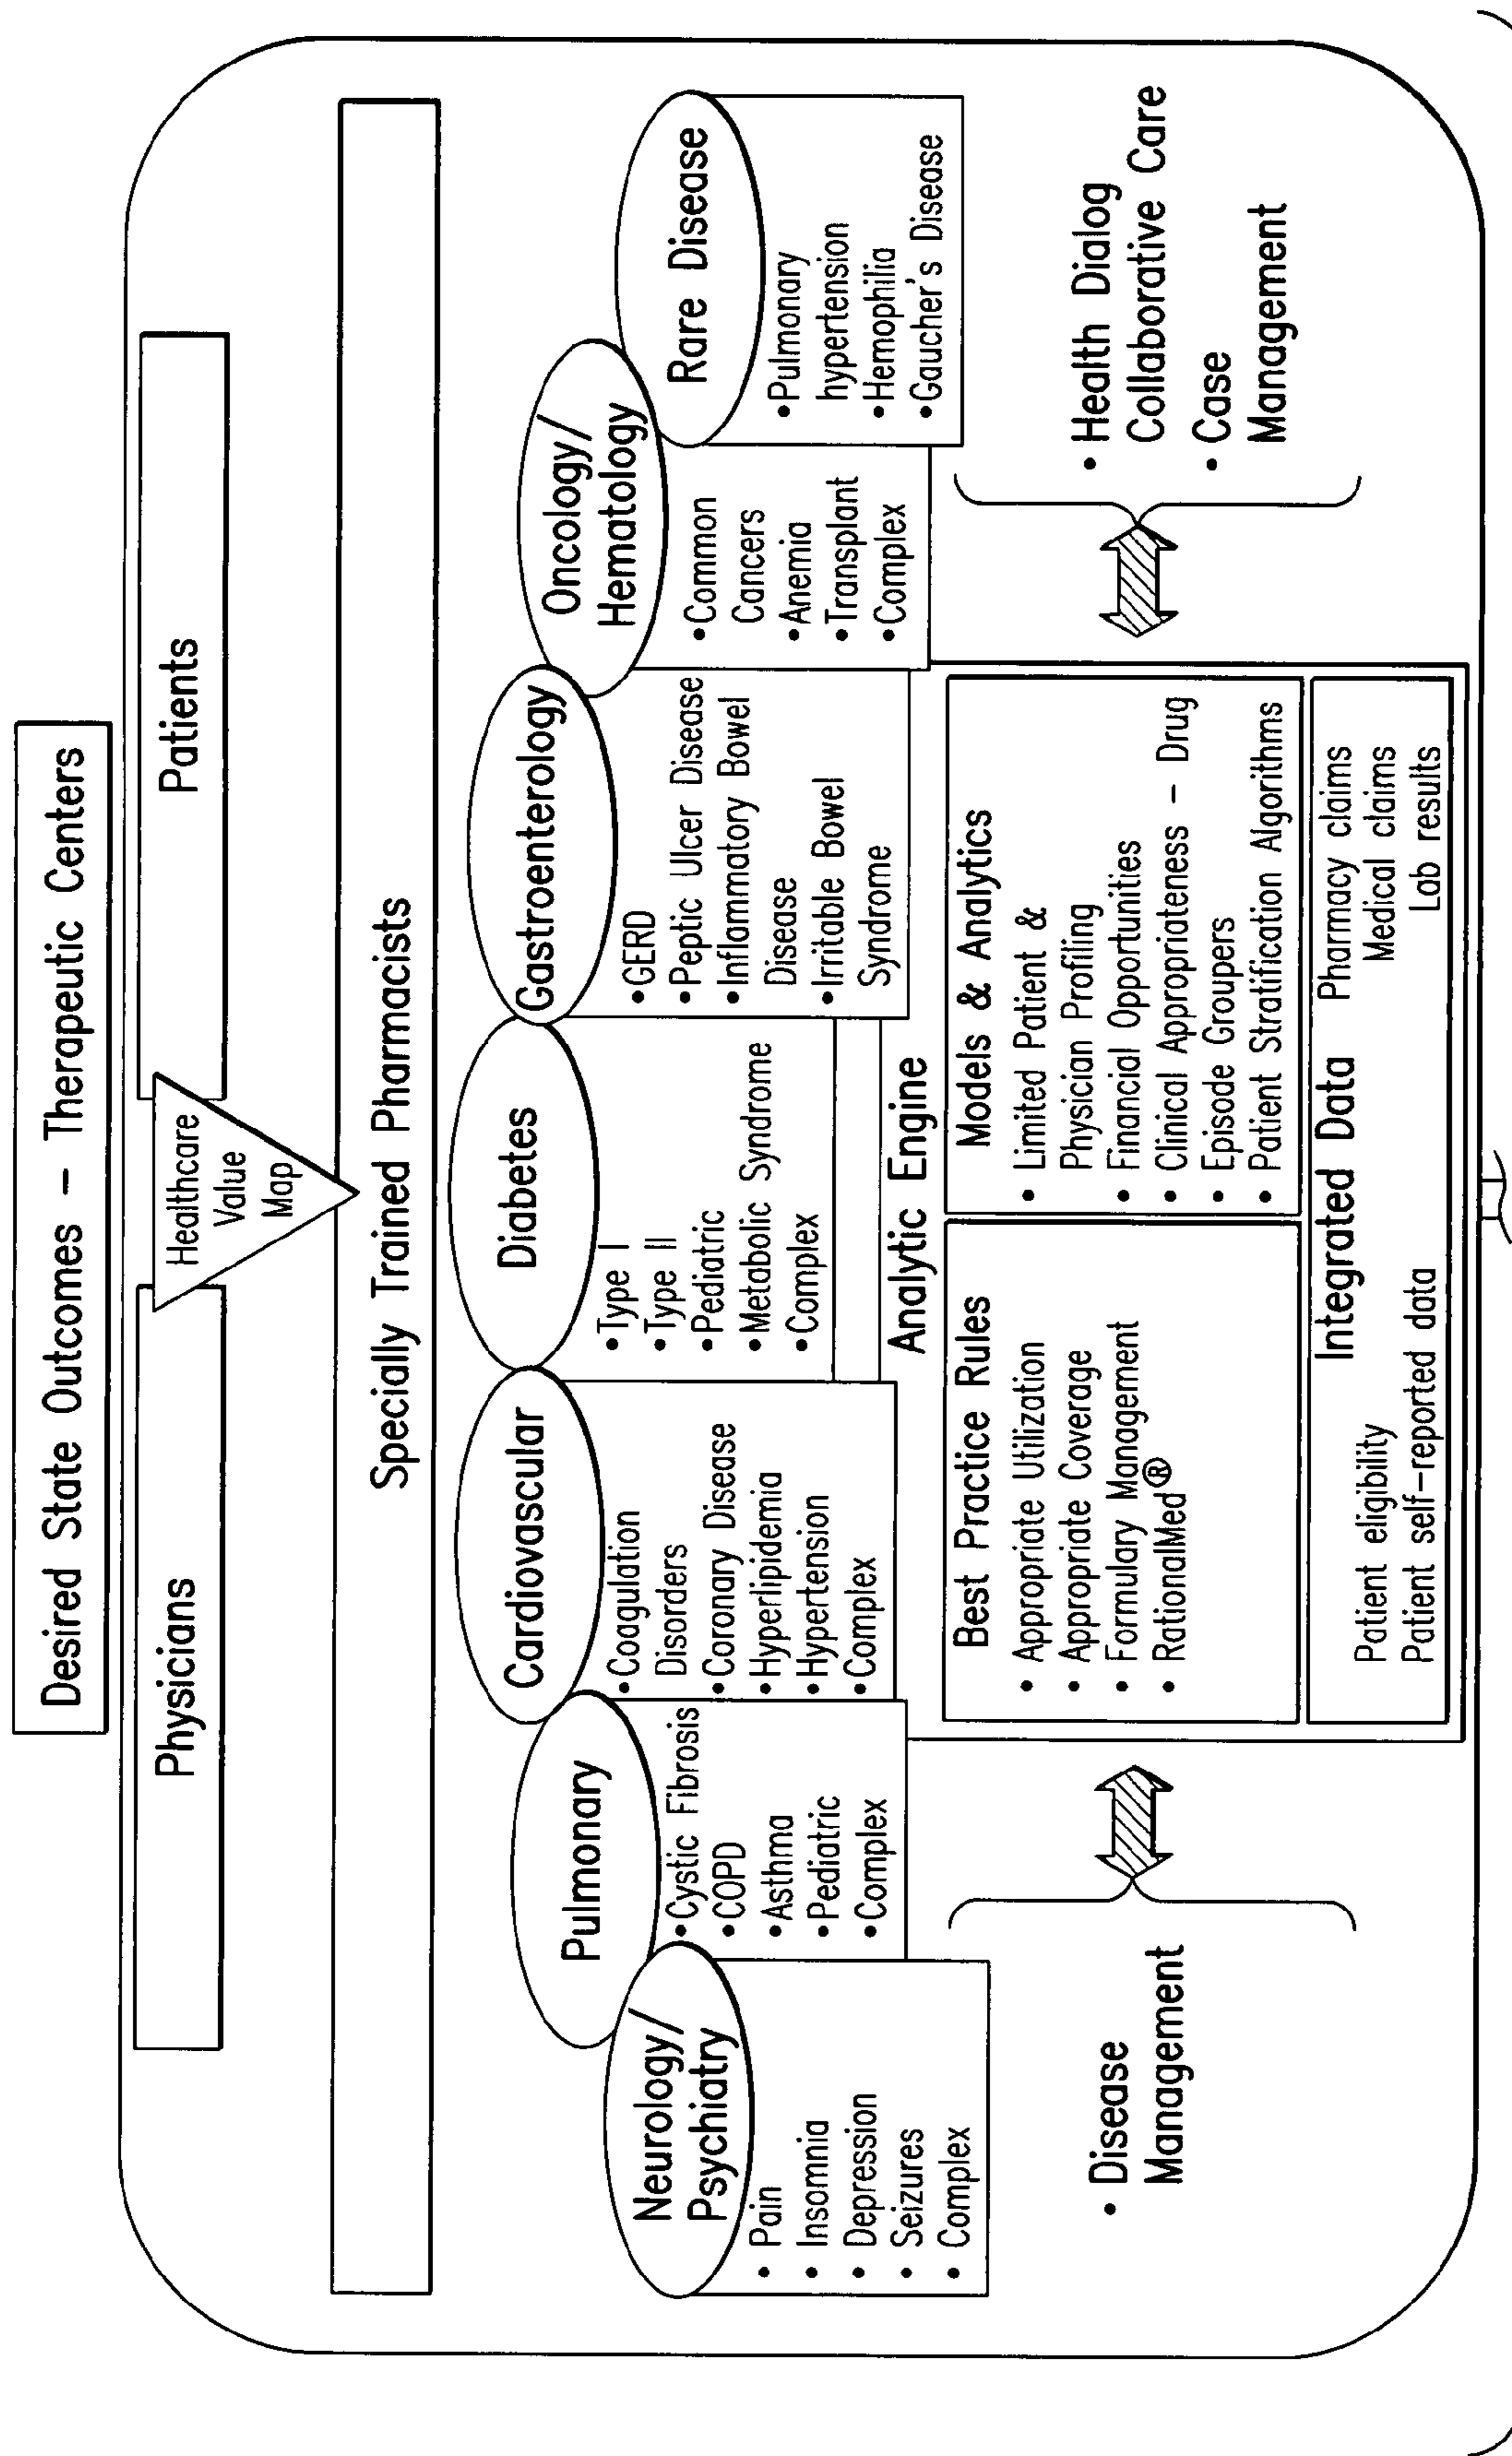 Desired State Outcomes – Therapeutic Centers
Physicians
Patients
Healthcare
Value
Map
Specially Trained Pharmacists
Neurology/
Psychiatry
• Pain
• Insomnia
• Depression
• Seizures
• Complex
Pulmonary
•Cystic Fibrosis
•COPD
•Asthma
•Pediatric
•Complex
Cardiovascular
•Coagulation
Disorders
•Coronary Disease
•Hyperlipidemia
•Hypertension
•Complex
Diabetes
•Type I
•Type II
•Pediatric
•Metabolic Syndrome
•Complex
Gastroenterology
•GERD
•Peptic Ulcer Disease
•Inflammatory Bowel
Disease
•Irritable Bowel
Syndrome
Oncology/
Hematology
•Common
Cancers
•Anemia
•Transplant
•Complex
Rare Disease
•Pulmonary
hypertension
•Hemophilia
•Gaucher's Disease
Analytic Engine
Best Practice Rules
• Appropriate Utilization
• Appropriate Coverage
• Formulary Management
• RationalMed®
Models & Analytics
• Limited Patient &
Physician Profiling
• Financial Opportunities
• Clinical Appropriateness – Drug
• Episode Groupers
• Patient Stratification Algorithms
Integrated Data
Patient eligibility
Patient self-reported data
Pharmacy claims
Medical claims
Lab results
• Disease
Management
• Health Dialog
Collaborative Care
• Case
Management